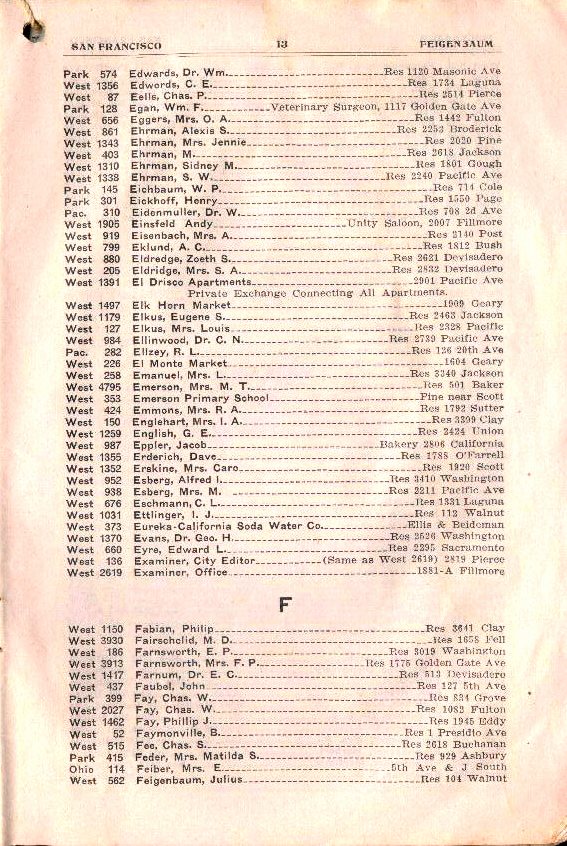 SAN FRANCISCO 13 FEIGENBAUM
Park 574 Edwards, Dr. Wm. Res 1120 Masonic Ave
West 1356 Edwords, C. E. Res 1734 Laguna
West 87 Eells, Chas. P. Res 2514 Pierce
Park 128 Egan, Wm. F. Veterinary Surgeon, 1117 Golden Gate Ave
West 656 Eggers, Mrs. O. A. Res 1442 Fulton
West 861 Ehrman, Alexis S. Res 2253 Broderick
West 1343 Ehrman, Mrs. Jennie Res 2020 Pine
West 403 Ehrman, M. Res 2618 Jackson
West 1310 Ehrman, Sidney M. Res 1801 Gough
West 1338 Ehrman, S. W. Res 2240 Pacific Ave
Park 145 Eichbaum, W. P. Res 714 Cole
Park 301 Eickhoff, Henry Res 1550 Page
Pac. 310 Eidenmuller, Dr. W. Res 708 2d Ave
West 1905 Einsfeld Andy Unity Saloon, 2007 Fillmore
West 919 Eisenbach, Mrs. A. Res 2140 Post
West 799 Eklund, A. C. Res 1812 Bush
West 880 Eldredge, Zoeth S. Res 2621 Devisadero
West 205 Eldridge, Mrs. S. A. Res 2832 Devisadero
West 1391 El Drisco Apartments 2901 Pacific Ave
Private Exchange Connecting All Apartments.
West 1497 Elk Horn Market 1909 Geary
West 1179 Elkus, Eugene S. Res 2463 Jackson
West 127 Elkus, Mrs. Louis Res 2328 Pacific
West 984 Ellinwood, Dr. C. N. Res 2739 Pacific Ave
Pac. 282 Ellzey, R. L. Res 126 20th Ave
West 226 El Monte Market 1604 Geary
West 258 Emanuel, Mrs. L. Res 3340 Jackson
West 4795 Emerson, Mrs. M. T. Res 501 Baker
West 353 Emerson Primary School Pine near Scott
West 424 Emmons, Mrs. R. A. Res 1792 Sutter
West 150 Englehart, Mrs. I. A. Res 3399 Clay
West 1259 English, G. E. Res 2424 Union
West 987 Eppler, Jacob Bakery 2806 California
West 1355 Erderich, Dave Res 1788 O'Farrell
West 1352 Erskine, Mrs. Caro Res 1920 Scott
West 952 Esberg, Alfred I. Res 3410 Washington
West 938 Esberg, Mrs. M. Res 2211 Pacific Ave
West 676 Eschmann, C. L. Res 1331 Laguna
West 1031 Ettlinger, I. J. Res 112 Walnut
West 373 Eureka-California Soda Water Co. Ellis & Beideman
West 1370 Evans, Dr. Geo. H. Res 2526 Washington
West 660 Eyre, Edward L. Res 2295 Sacramento
West 136 Examiner, City Editor (Same as West 2619) 2819 Pierce
West 2619 Examiner, Office 1881-A Fillmore
F
West 1150 Fabian, Philip Res 3641 Clay
West 3930 Fairscheild, M. D. Res 1658 Fell
West 186 Farnsworth, E. P. Res 3019 Washington
West 3913 Farnsworth, Mrs. F. P. Res 1775 Golden Gate Ave
West 1417 Farnum, Dr. E. C. Res 513 Devisadero
West 437 Faubel, John Res 127 5th Ave
Park 399 Fay, Chas. W. Res 834 Grove
West 2027 Fay, Chas. W. Res 1082 Fulton
West 1462 Fay, Phillip J. Res 1945 Eddy
West 52 Faymonville, B. Res 1 Presidio Ave
West 515 Fee, Chas. S. Res 2618 Buchanan
Park 415 Feder, Mrs. Matilda S. Res 929 Ashbury
Ohio 114 Feiber, Mrs. E. 5th Ave & J South
West 562 Feigenbaum, Julius Res 104 Walnut